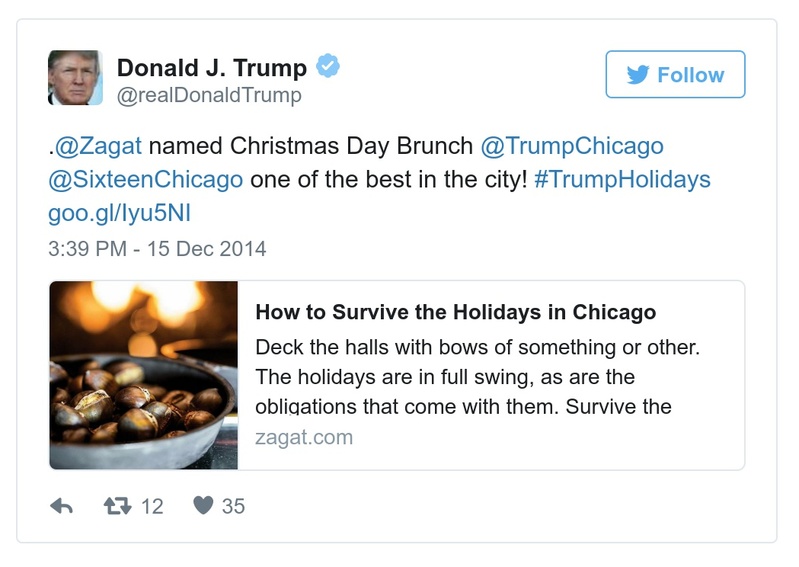 Donald J. Trump
@realDonaldTrump
Follow
.@Zagat named Christmas Day Brunch @TrumpChicago
@SixteenChicago one of the best in the city! #TrumpHolidays
goo.gl/Iyu5NI
3:39 PM - 15 Dec 2014
How to Survive the Holidays in Chicago
Deck the halls with bows of something or other.
The holidays are in full swing, as are the
obligations that come with them. Survive the
zagat.com
12
35